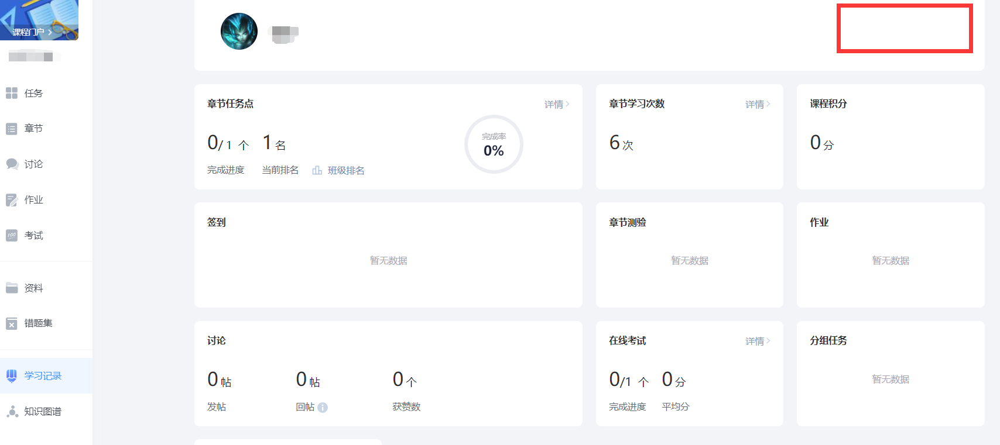 课程门户 >
任务
章节
讨论
作业
考试
资料
错题集
学习记录
知识图谱
章节任务点
详情 >
0/ 1 个
1 名
完成进度
当前排名
班级排名
完成率
0%
章节学习次数
详情 >
6 次
课程积分
0 分
签到
暂无数据
章节测验
暂无数据
作业
暂无数据
讨论
0 帖
0 帖
0 个
发帖
回帖
获赞数
在线考试
详情 >
0/1 个
0 分
完成进度
平均分
分组任务
暂无数据